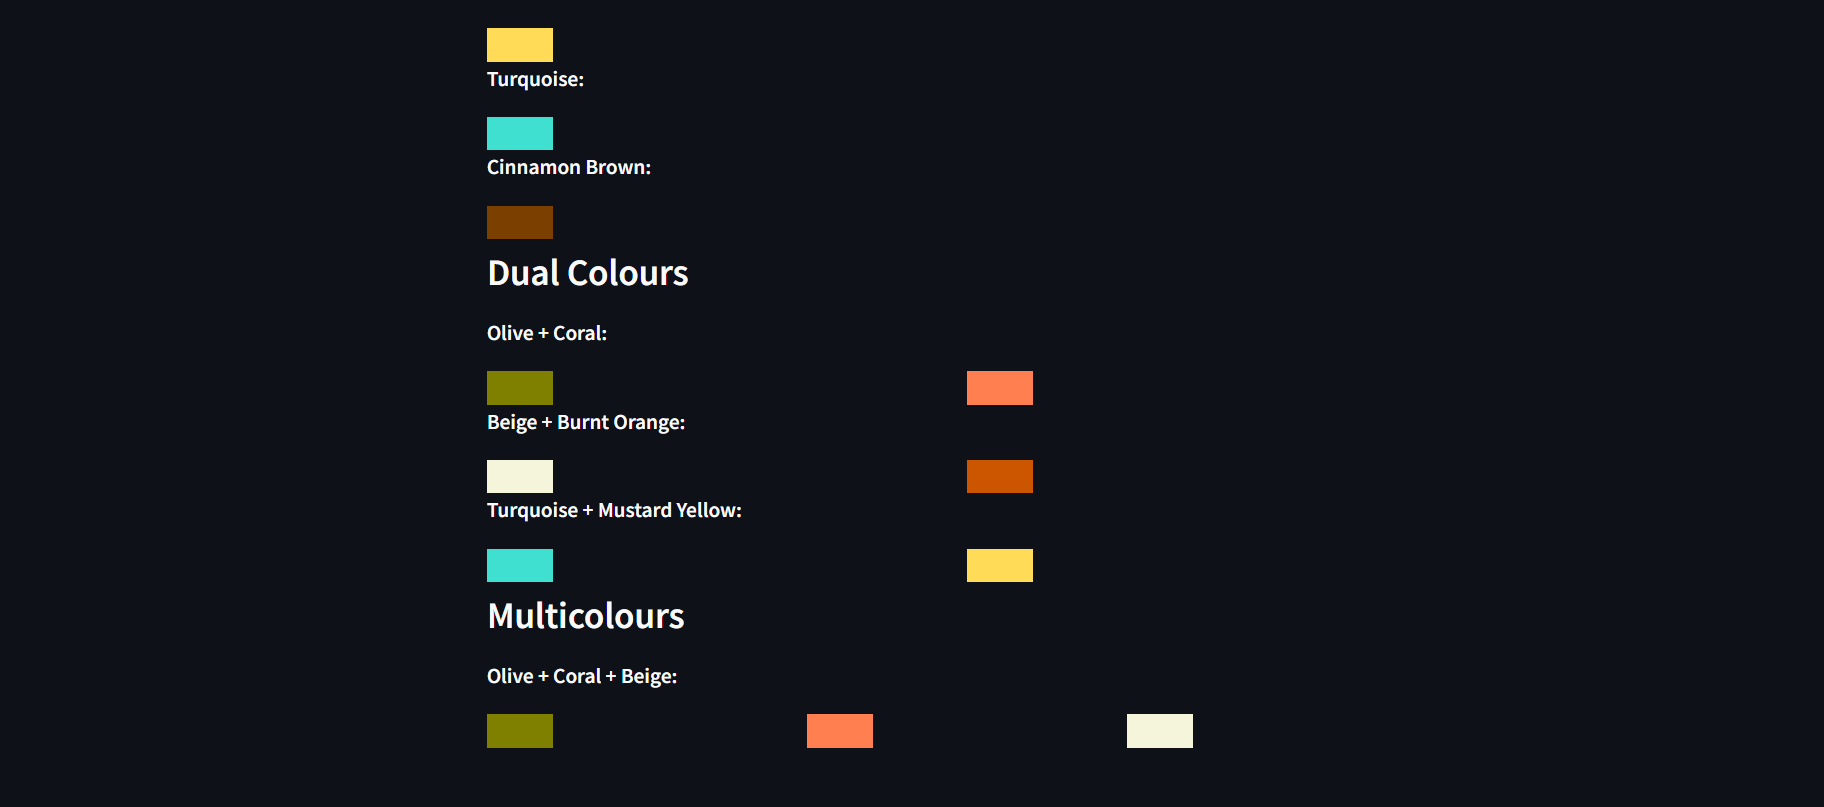 Turquoise:
Cinnamon Brown:
Dual Colours
Olive + Coral:
Beige + Burnt Orange:
Turquoise + Mustard Yellow:
Multicolours
Olive + Coral + Beige: